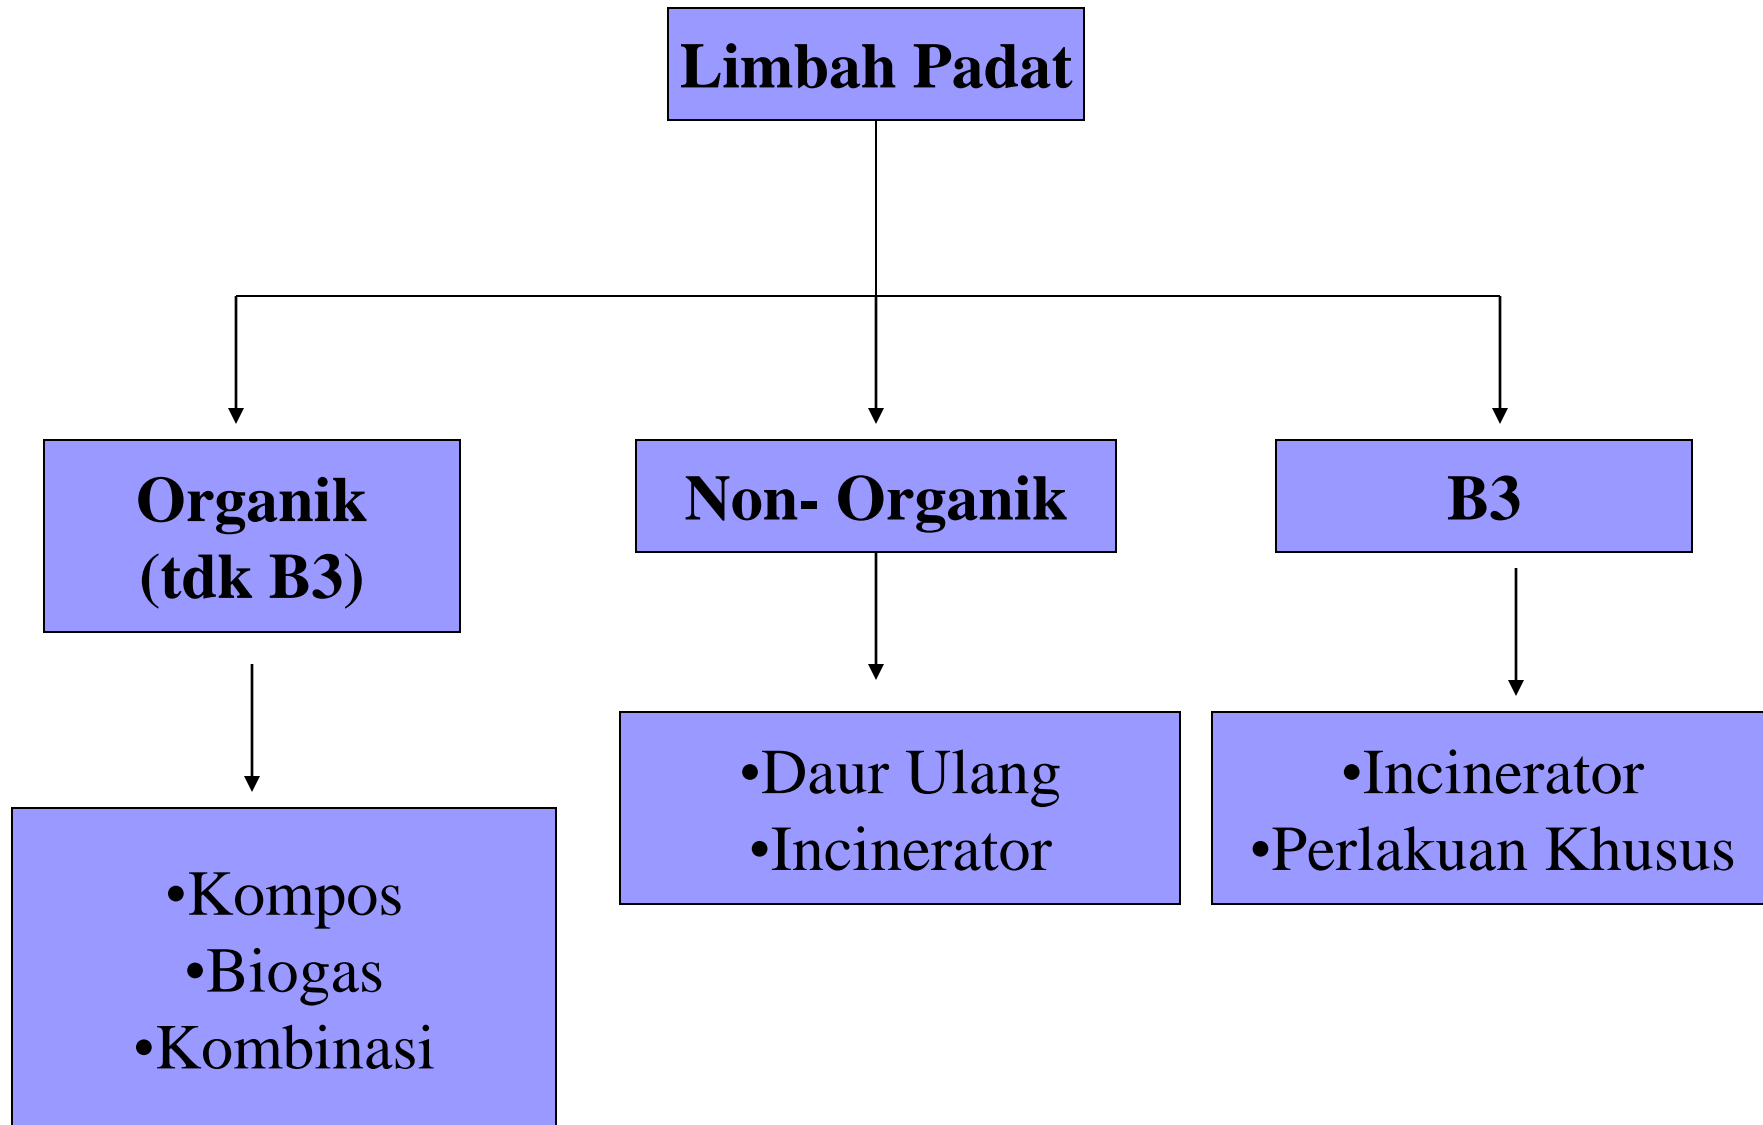 Limbah Padat
Organik
(tdk B3)
Non- Organik
B3
•Kompos
•Biogas
•Kombinasi
•Daur Ulang
•Incinerator
•Incinerator
•Perlakuan Khusus